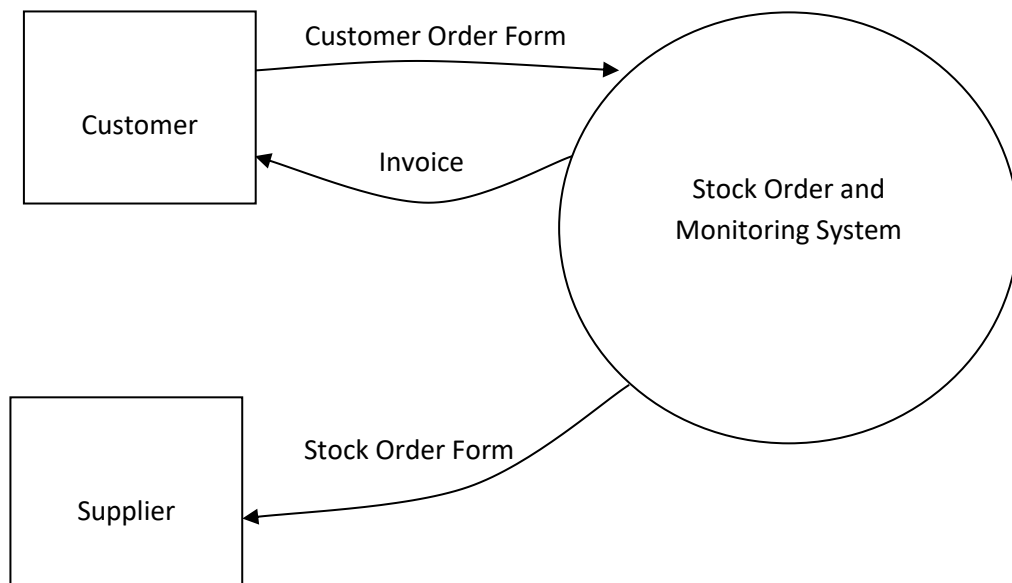 Customer Order Form
Customer
Invoice
Stock Order and
Monitoring System
Stock Order Form
Supplier